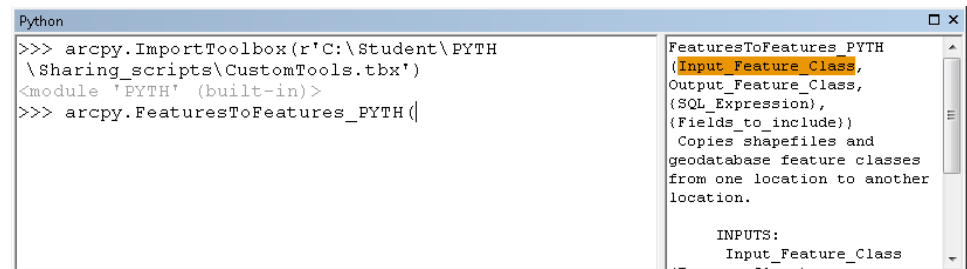 Python
>>> arcpy.ImportToolbox(r'C:\Student\PYTH
\Sharing_scripts\CustomTools.tbx')
<module 'PYTH' (built-in)>
>>> arcpy.FeaturesToFeatures_PYTH(
FeaturesToFeatures_PYTH
(Input_Feature_Class,
Output_Feature_Class,
{SQL_Expression},
{Fields_to_include})
Copies shapefiles and
geodatabase feature classes
from one location to another
location.
INPUTS:
Input_Feature_Class